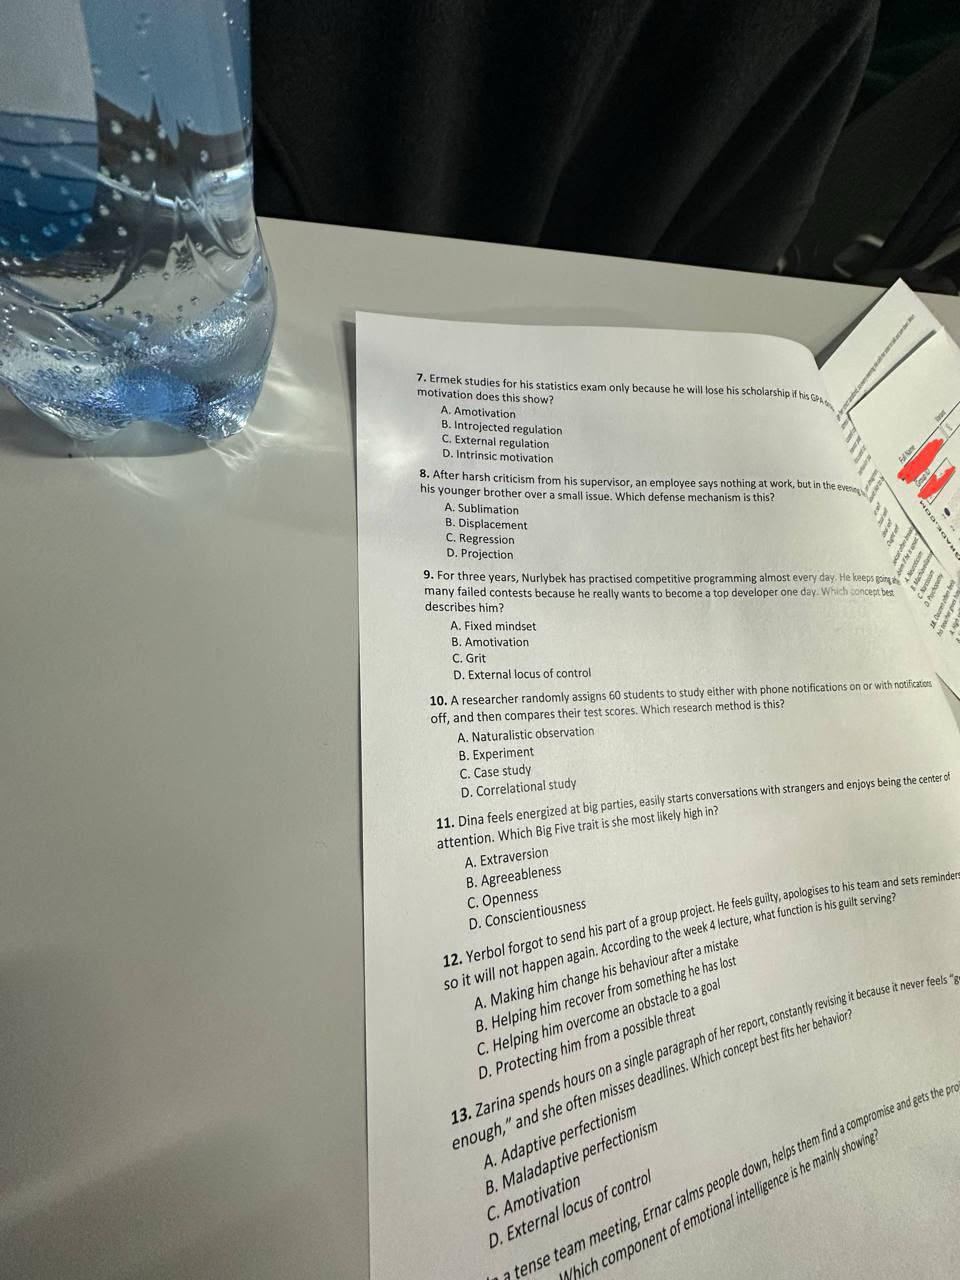 7. Ermek studies for his statistics exam only because he will lose his scholarship if his GPA
motivation does this show?
A. Amotivation
B. Introjected regulation
C. External regulation
D. Intrinsic motivation
8. After harsh criticism from his supervisor, an employee says nothing at work, but in the evening
his younger brother over a small issue. Which defense mechanism is this?
A. Sublimation
B. Displacement
C. Regression
D. Projection
9. For three years, Nurlybek has practised competitive programming almost every day. He keeps going
many failed contests because he really wants to become a top developer one day. Which concept best
describes him?
A. Fixed mindset
B. Amotivation
C. Grit
D. External locus of control
10. A researcher randomly assigns 60 students to study either with phone notifications on or with notifications
off, and then compares their test scores. Which research method is this?
A. Naturalistic observation
B. Experiment
C. Case study
D. Correlational study
11. Dina feels energized at big parties, easily starts conversations with strangers and enjoys being the center of
attention. Which Big Five trait is she most likely high in?
A. Extraversion
B. Agreeableness
C. Openness
D. Conscientiousness
12. Yerbol forgot to send his part of a group project. He feels guilty, apologises to his team and sets reminders
so it will not happen again. According to the week 4 lecture, what function is his guilt serving?
A. Making him change his behaviour after a mistake
B. Helping him recover from something he has lost
C. Helping him overcome an obstacle to a goal
D. Protecting him from a possible threat
13. Zarina spends hours on a single paragraph of her report, constantly revising it because it never feels "
enough," and she often misses deadlines. Which concept best fits her behavior?
A. Adaptive perfectionism
B. Maladaptive perfectionism
C. Amotivation
D. External locus of control
a tense team meeting, Ernar calms people down, helps them find a compromise and gets the
Which component of emotional intelligence is he mainly showing?
Full Name
Group